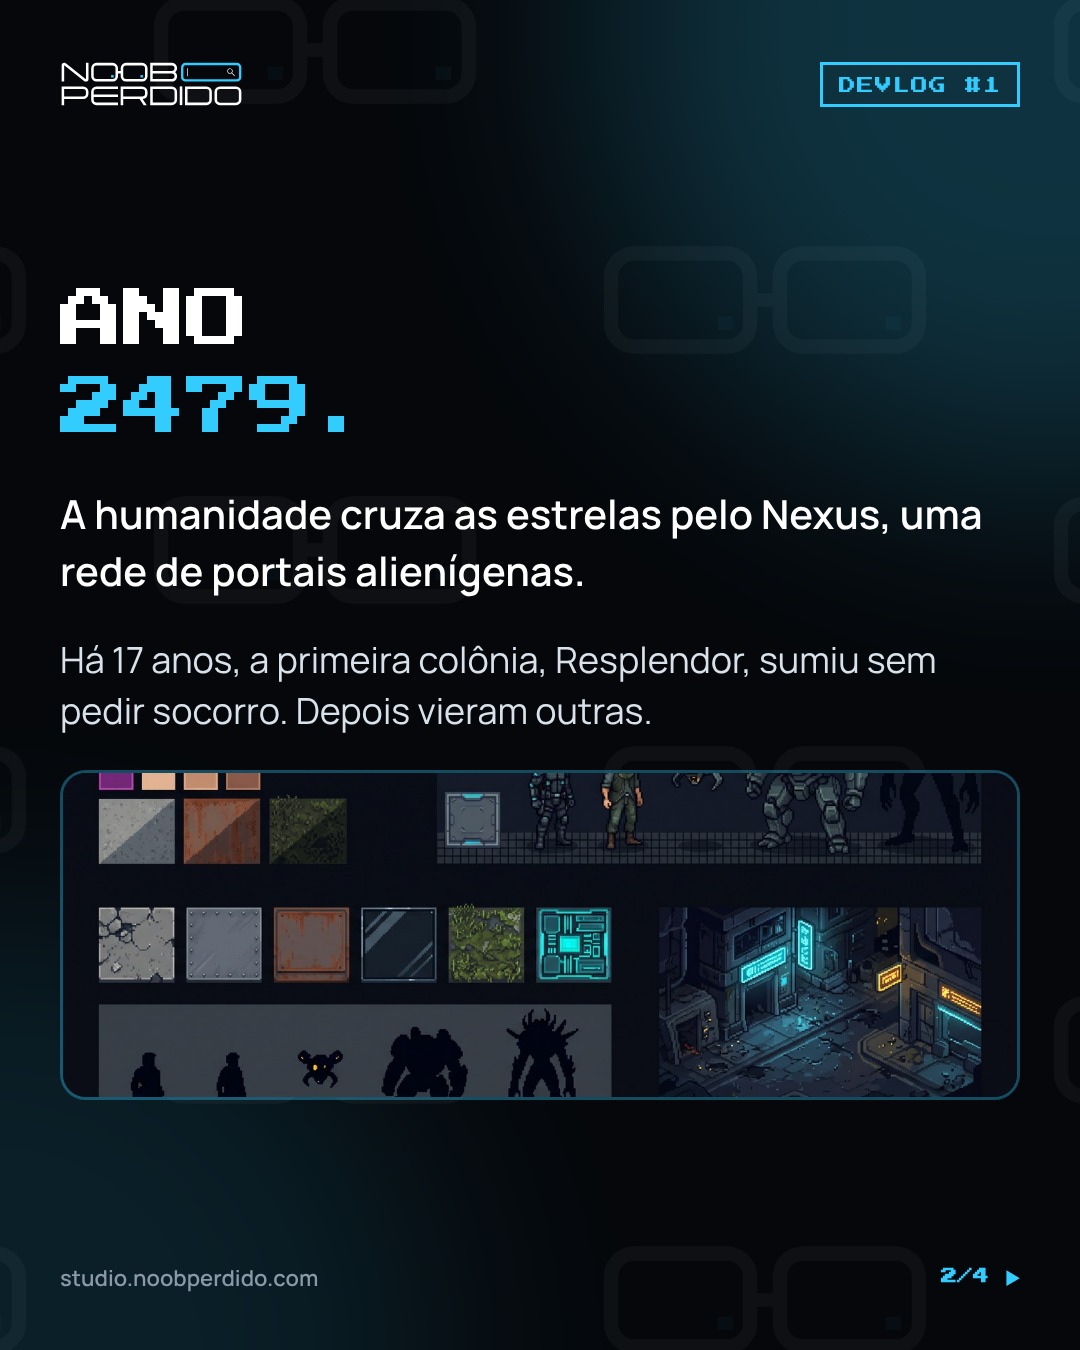 NOOB
PERDIDO
DEVLOG #1
ANO
2479.
A humanidade cruza as estrelas pelo Nexus, uma
rede de portais alienígenas.
Há 17 anos, a primeira colônia, Resplendor, sumiu sem
pedir socorro. Depois vieram outras.
studio.noobperdido.com
2/4